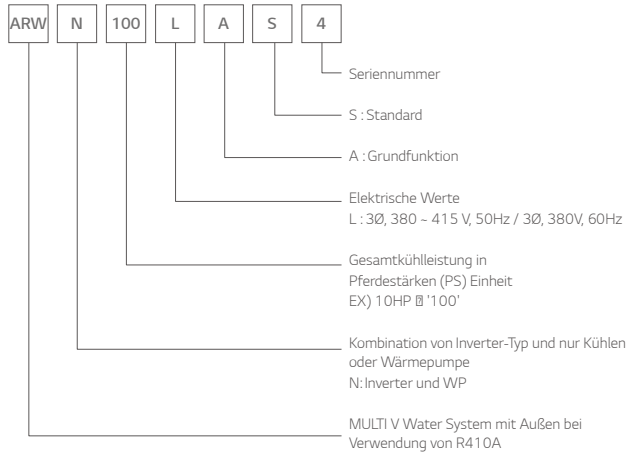 ARW N 100 L A S 4
Seriennummer
S : Standard
A : Grundfunktion
Elektrische Werte
L : 3Ø, 380 ~ 415 V, 50Hz / 3Ø, 380V, 60Hz
Gesamtkühlleistung in
Pferdestärken (PS) Einheit
EX) 10HP  '100'
Kombination von Inverter-Typ und nur Kühlen
oder Wärmepumpe
N: Inverter und WP
MULTI V Water System mit Außen bei
Verwendung von R410A